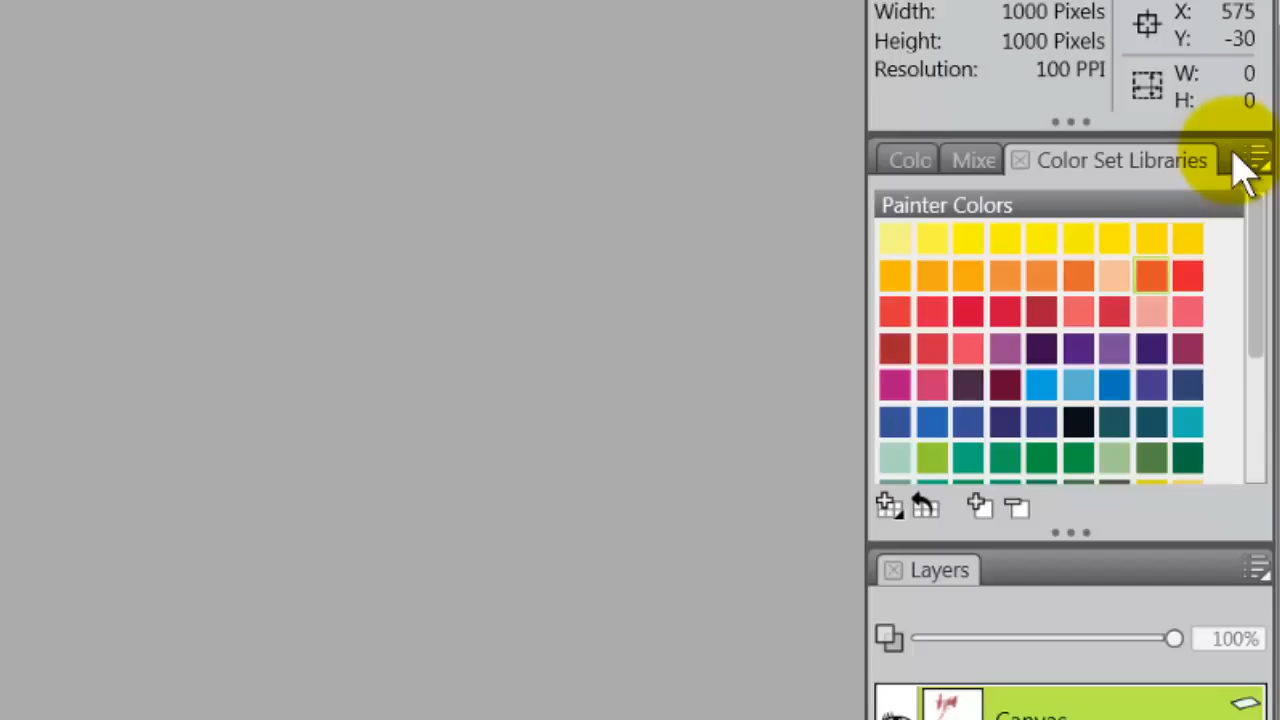 Width: 1000 Pixels
Height: 1000 Pixels
Resolution: 100 PPI
X: 575
Y: -30
W: 0
H: 0
Colo Mixe Color Set Libraries
Painter Colors
Layers
100%
Canvas